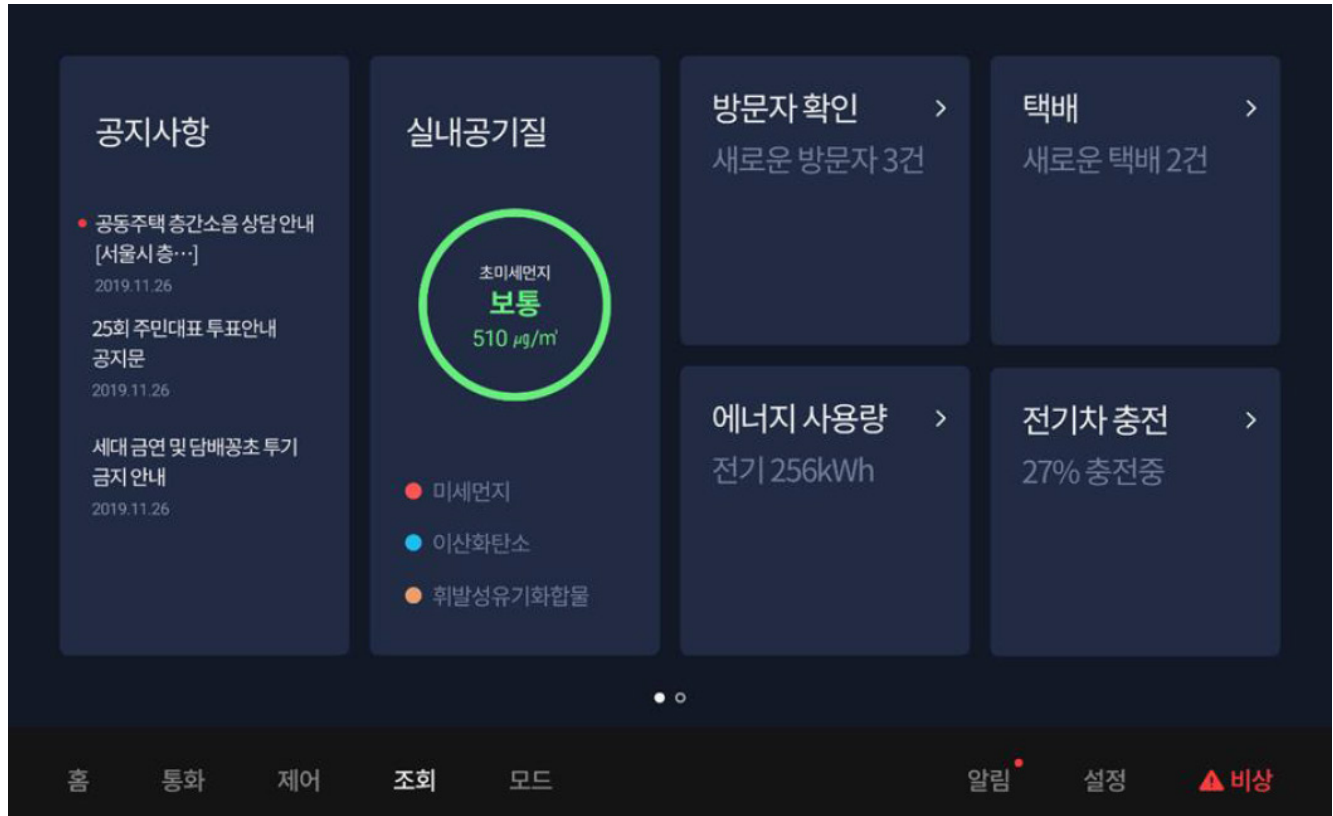 공지사항
공동주택 층간소음 상담 안내
[서울시 층…]
2019.11.26
25회 주민대표 투표안내
공지문
2019.11.26
세대 금연 및 담배꽁초 투기
금지 안내
2019.11.26
실내공기질
초미세먼지
보통
510 ㎍/㎥
미세먼지
이산화탄소
휘발성유기화합물
방문자 확인 >
새로운 방문자 3건
택배 >
새로운 택배 2건
에너지 사용량 >
전기 256kWh
전기차 충전 >
27% 충전중
홈 통화 제어 조회 모드 알림 설정 비상